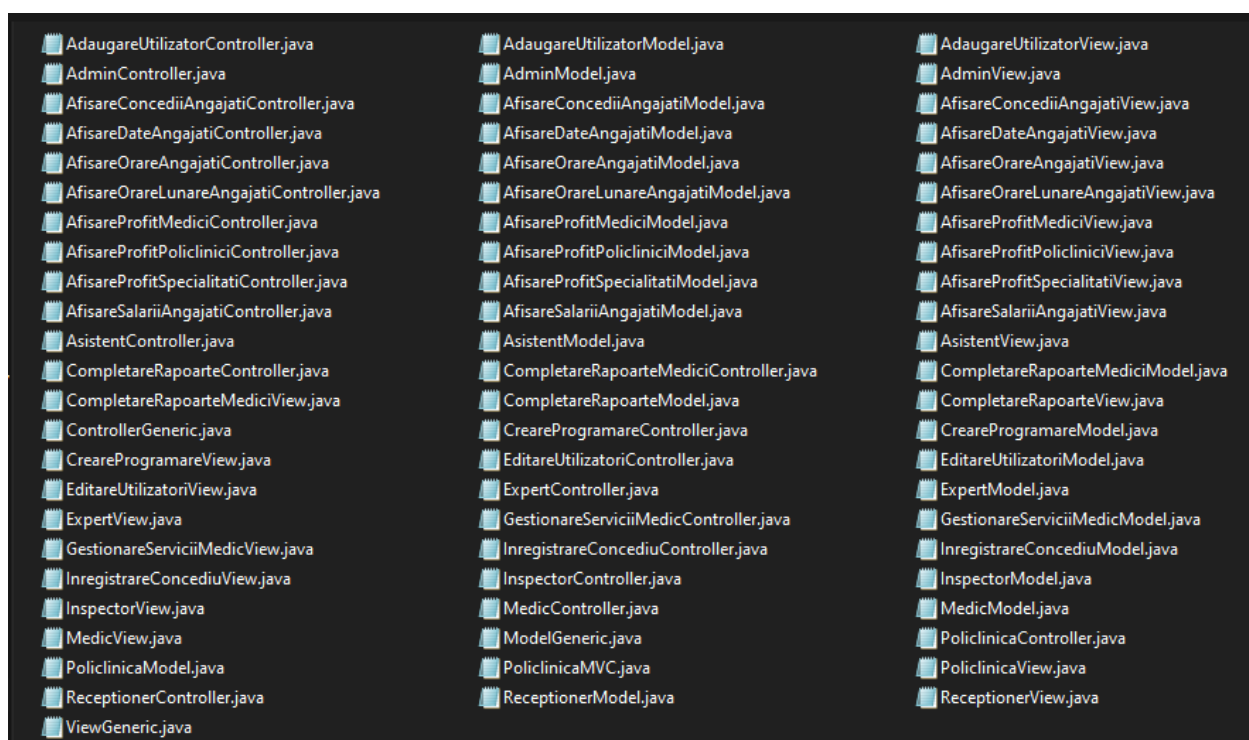 AdaugareUtilizatorController.java AdaugareUtilizatorModel.java AdaugareUtilizatorView.java
AdminController.java AdminModel.java AdminView.java
AfisareConcediiAngajatiController.java AfisareConcediiAngajatiModel.java AfisareConcediiAngajatiView.java
AfisareDateAngajatiController.java AfisareDateAngajatiModel.java AfisareDateAngajatiView.java
AfisareOrareAngajatiController.java AfisareOrareAngajatiModel.java AfisareOrareAngajatiView.java
AfisareOrareLunareAngajatiController.java AfisareOrareLunareAngajatiModel.java AfisareOrareLunareAngajatiView.java
AfisareProfitMediciController.java AfisareProfitMediciModel.java AfisareProfitMediciView.java
AfisareProfitPolicliniciController.java AfisareProfitPolicliniciModel.java AfisareProfitPolicliniciView.java
AfisareProfitSpecialitatiController.java AfisareProfitSpecialitatiModel.java AfisareProfitSpecialitatiView.java
AfisareSalariiAngajatiController.java AfisareSalariiAngajatiModel.java AfisareSalariiAngajatiView.java
AsistentController.java AsistentModel.java AsistentView.java
CompletareRapoarteController.java CompletareRapoarteMediciController.java CompletareRapoarteMediciModel.java
CompletareRapoarteMediciView.java CompletareRapoarteModel.java CompletareRapoarteView.java
ControllerGeneric.java CreareProgramareController.java CreareProgramareModel.java
CreareProgramareView.java EditareUtilizatoriController.java EditareUtilizatoriModel.java
EditareUtilizatoriView.java ExpertController.java ExpertModel.java
ExpertView.java GestionareServiciiMedicController.java GestionareServiciiMedicModel.java
GestionareServiciiMedicView.java InregistrareConcediuController.java InregistrareConcediuModel.java
InregistrareConcediuView.java InspectorController.java InspectorModel.java
InspectorView.java MedicController.java MedicModel.java
MedicView.java ModelGeneric.java PoliclinicaController.java
PoliclinicaModel.java PoliclinicaMVC.java PoliclinicaView.java
ReceptionerController.java ReceptionerModel.java ReceptionerView.java
ViewGeneric.java